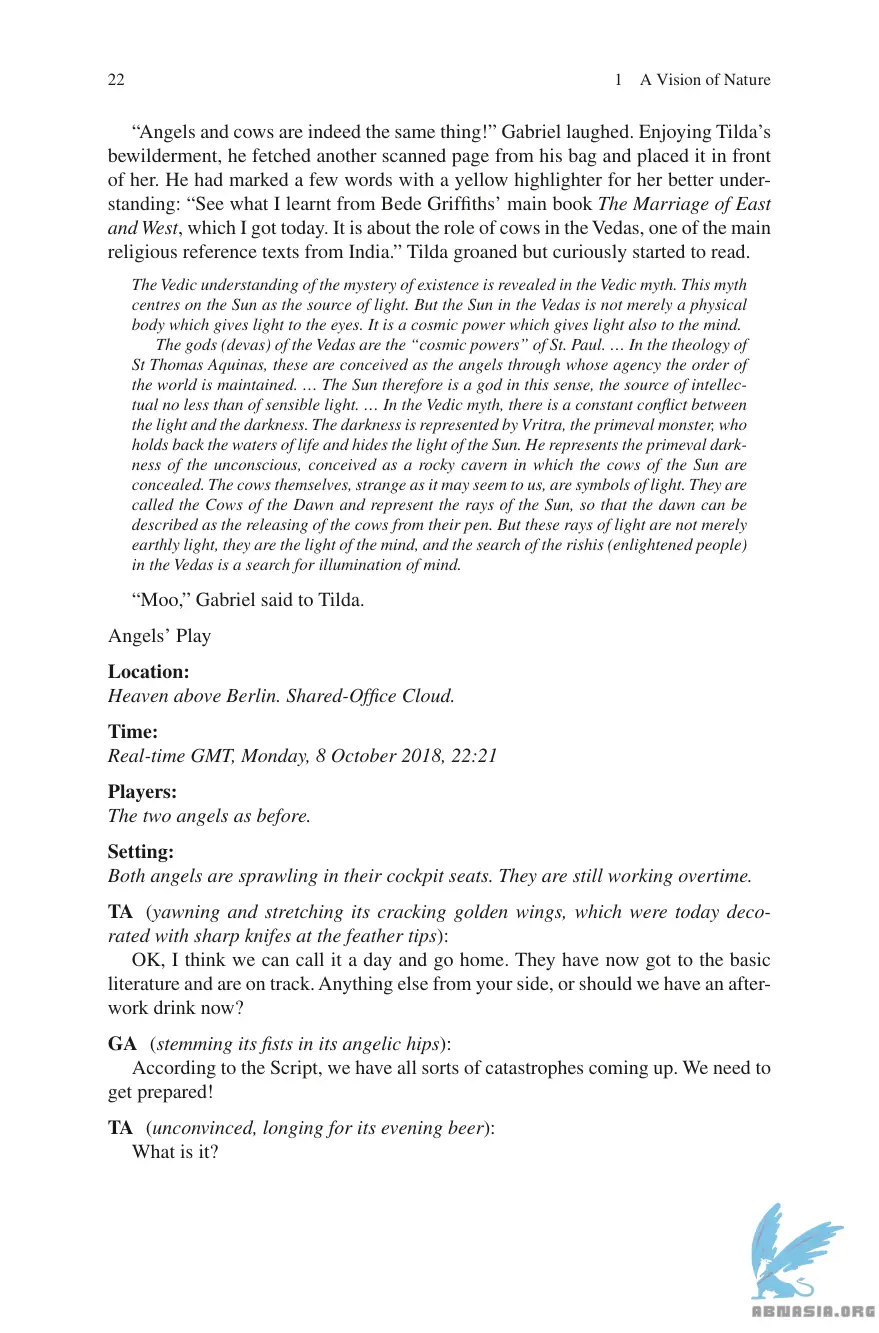 22
1 A Vision of Nature
“Angels and cows are indeed the same thing!” Gabriel laughed. Enjoying Tilda’s
bewilderment, he fetched another scanned page from his bag and placed it in front
of her. He had marked a few words with a yellow highlighter for her better under-
standing: “See what I learnt from Bede Griffiths’ main book The Marriage of East
and West, which I got today. It is about the role of cows in the Vedas, one of the main
religious reference texts from India.” Tilda groaned but curiously started to read.
The Vedic understanding of the mystery of existence is revealed in the Vedic myth. This myth
centres on the Sun as the source of light. But the Sun in the Vedas is not merely a physical
body which gives light to the eyes. It is a cosmic power which gives light also to the mind.
The gods (devas) of the Vedas are the “cosmic powers” of St. Paul. … In the theology of
St Thomas Aquinas, these are conceived as the angels through whose agency the order of
the world is maintained. … The Sun therefore is a god in this sense, the source of intellec-
tual no less than of sensible light. … In the Vedic myth, there is a constant conflict between
the light and the darkness. The darkness is represented by Vritra, the primeval monster, who
holds back the waters of life and hides the light of the Sun. He represents the primeval dark-
ness of the unconscious, conceived as a rocky cavern in which the cows of the Sun are
concealed. The cows themselves, strange as it may seem to us, are symbols of light. They are
called the Cows of the Dawn and represent the rays of the Sun, so that the dawn can be
described as the releasing of the cows from their pen. But these rays of light are not merely
earthly light, they are the light of the mind, and the search of the rishis (enlightened people)
in the Vedas is a search for illumination of mind.
“Moo,” Gabriel said to Tilda.
Angels’ Play
Location:
Heaven above Berlin. Shared-Office Cloud.
Time:
Real-time GMT, Monday, 8 October 2018, 22:21
Players:
The two angels as before.
Setting:
Both angels are sprawling in their cockpit seats. They are still working overtime.
TA (yawning and stretching its cracking golden wings, which were today deco-
rated with sharp knifes at the feather tips):
OK, I think we can call it a day and go home. They have now got to the basic
literature and are on track. Anything else from your side, or should we have an after-
work drink now?
GA (stemming its fists in its angelic hips):
According to the Script, we have all sorts of catastrophes coming up. We need to
get prepared!
TA (unconvinced, longing for its evening beer):
What is it?
ABNASIA.ORG